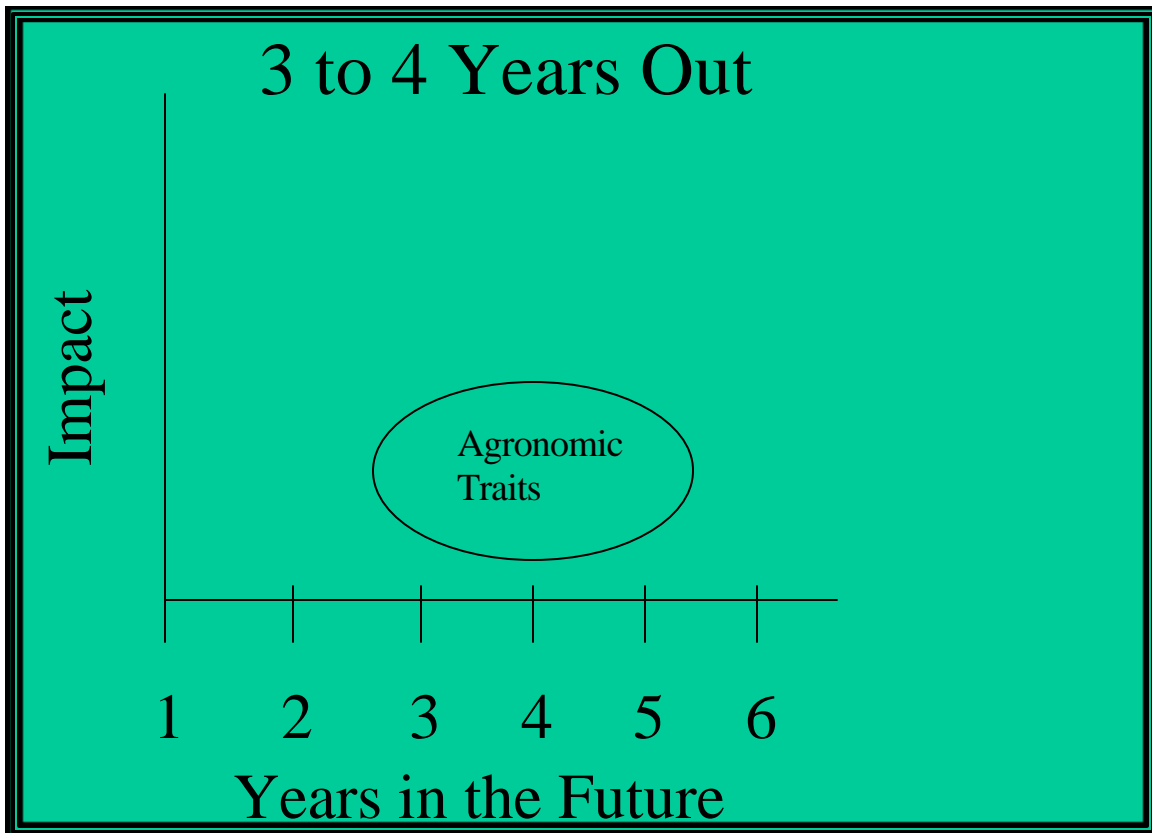 3 to 4 Years Out
Impact
Agronomic
Traits
1 2 3 4 5 6
Years in the Future